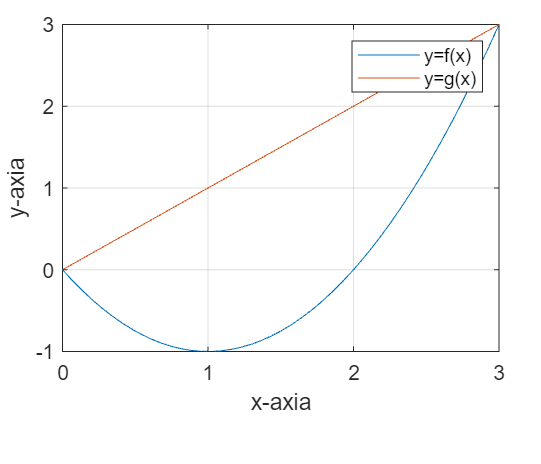 3
2
1
0
-1
y-axia
y=f(x)
y=g(x)
0 1 2 3
x-axia